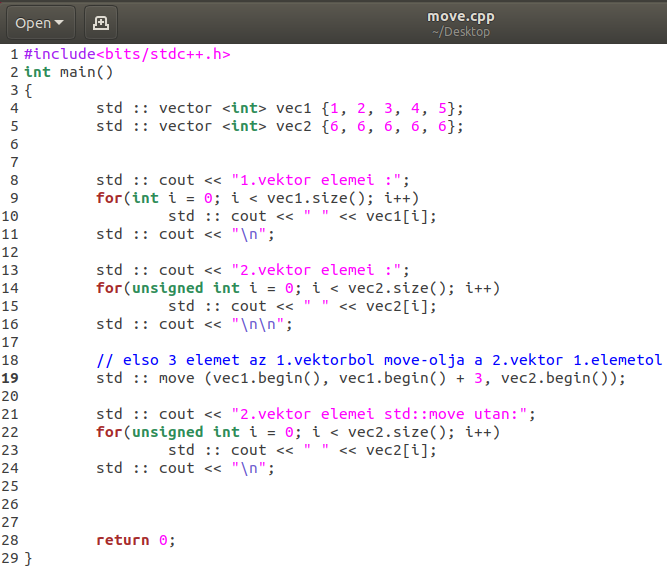 Open
move.cpp
~/Desktop
1 #include<bits/stdc++.h>
2 int main()
3 {
4 std :: vector <int> vec1 {1, 2, 3, 4, 5};
5 std :: vector <int> vec2 {6, 6, 6, 6, 6};
6
7
8 std :: cout << "1.vektor elemei :";
9 for(int i = 0; i < vec1.size(); i++)
10 std :: cout << " " << vec1[i];
11 std :: cout << "\n";
12
13 std :: cout << "2.vektor elemei :";
14 for(unsigned int i = 0; i < vec2.size(); i++)
15 std :: cout << " " << vec2[i];
16 std :: cout << "\n\n";
17
18 // elso 3 elemet az 1.vektorbol move-olja a 2.vektor 1.elemetol
19 std :: move (vec1.begin(), vec1.begin() + 3, vec2.begin());
20
21 std :: cout << "2.vektor elemei std::move utan:";
22 for(unsigned int i = 0; i < vec2.size(); i++)
23 std :: cout << " " << vec2[i];
24 std :: cout << "\n";
25
26
27
28 return 0;
29 }